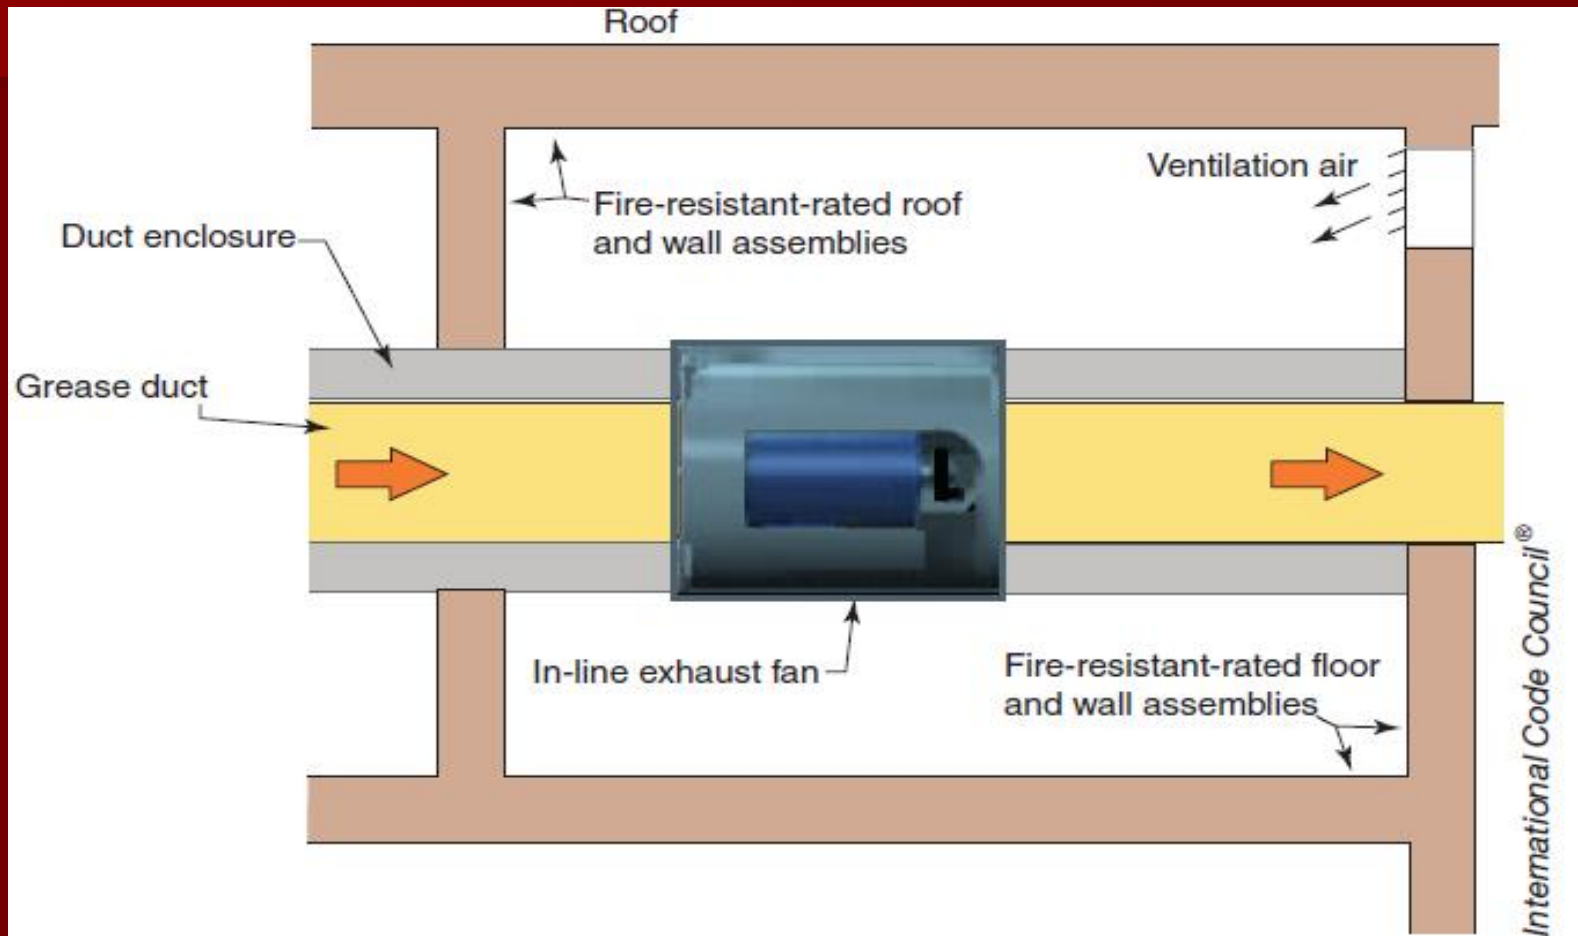 Roof
Ventilation air
Fire-resistant-rated roof
and wall assemblies
Duct enclosure
Grease duct
In-line exhaust fan
Fire-resistant-rated floor
and wall assemblies
International Code Council®